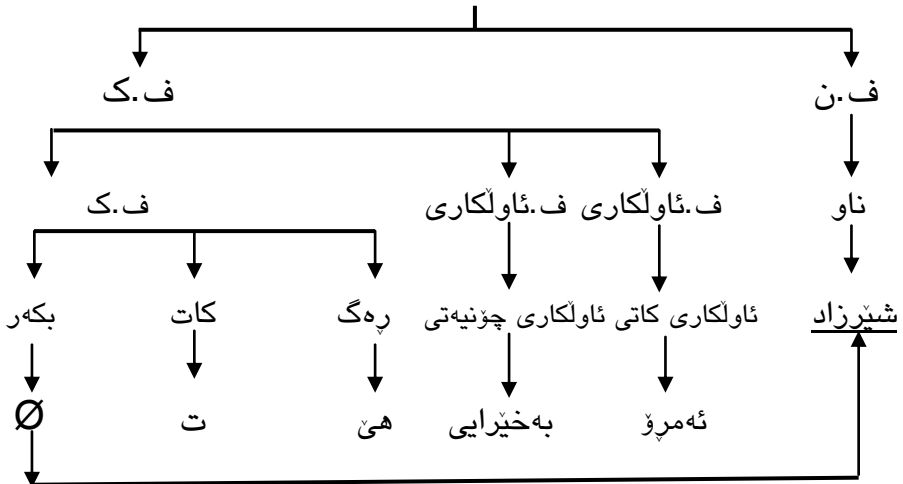 ف.ن ف.ک
ناو ف.ئاوڵکاری ف.ئاوڵکاری ف.ک
شێرزاد ئاوڵکاری کاتی ئاوڵکاری چۆنیەتی ڕەگ کات بکەر
ئەمڕۆ بەخێرایی هێ ت Ø